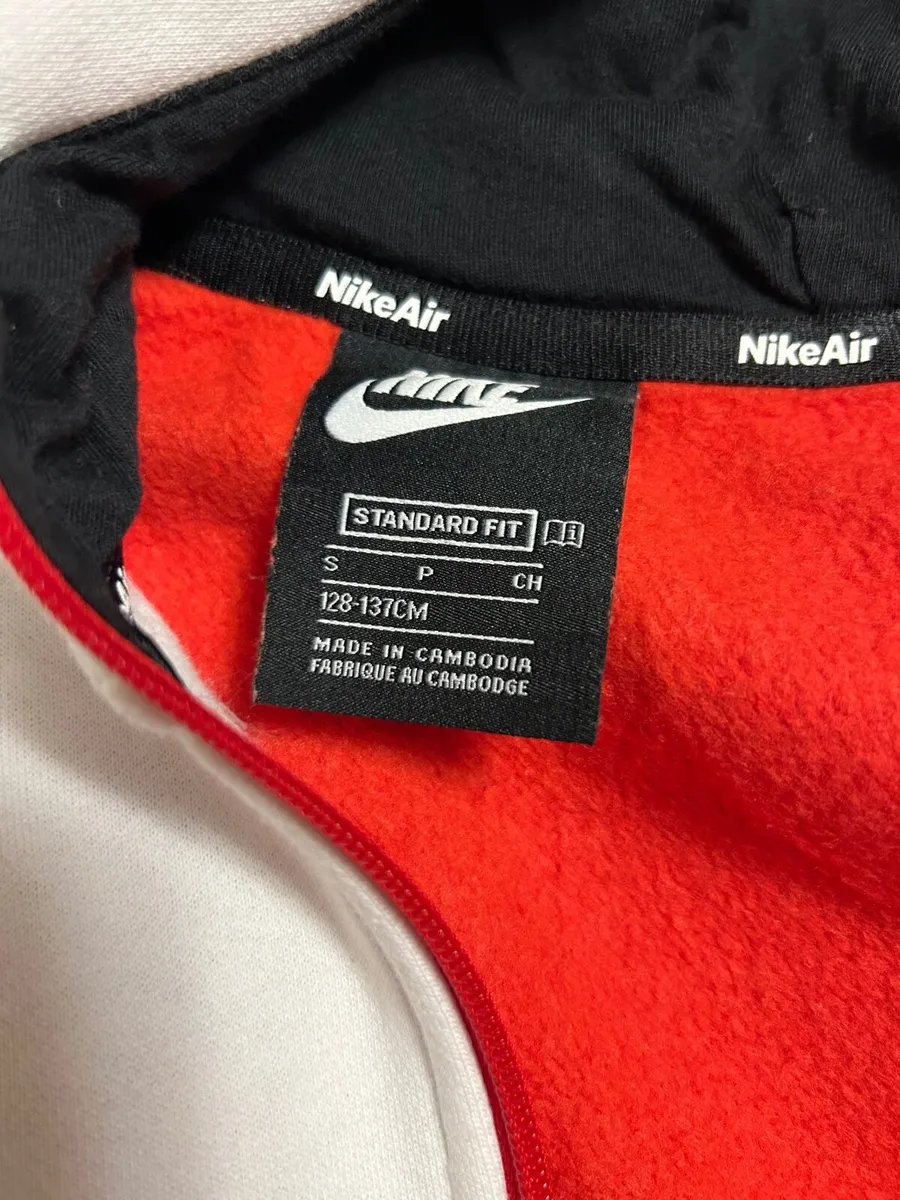 NikeAir
NikeAir
NIKE
STANDARD FIT
S P CH
128-137CM
MADE IN CAMBODIA
FABRIQUE AU CAMBODGE